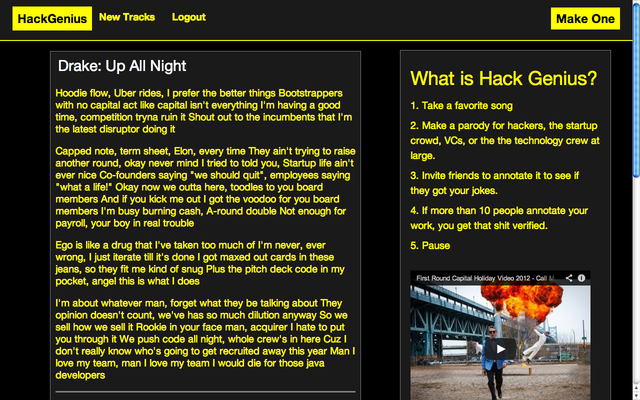 HackGenius
New Tracks
Logout
Make One
Drake: Up All Night
Hoodie flow, Uber rides, I prefer the better things Bootstrappers
with no capital act like capital isn't everything I'm having a good
time, competition tryna ruin it Shout out to the incumbents that I'm
the latest disruptor doing it
Capped note, term sheet, Elon, every time They ain't trying to raise
another round, okay never mind I tried to told you, Startup life ain't
ever nice Co-founders saying "we should quit", employees saying
"what a life!" Okay now we outta here, toodles to you board
members And if you kick me out I got the voodoo for you board
members I'm busy burning cash, A-round double Not enough for
payroll, your boy in real trouble
Ego is like a drug that I've taken too much of I'm never, ever
wrong, I just iterate till it's done I got maxed out cards in these
jeans, so they fit me kind of snug Plus the pitch deck code in my
pocket, angel this is what I does
I'm about whatever man, forget what they be talking about They
opinion doesn't count, we've has so much dilution anyway So we
sell how we sell it Rookie in your face man, acquirer I hate to put
you through it We push code all night, whole crew's in here Cuz I
don't really know who's going to get recruited away this year Man I
love my team, man I love my team I would die for those java
developers
What is Hack Genius?
1. Take a favorite song
2. Make a parody for hackers, the startup
crowd, VCs, or the the technology crew at
large.
3. Invite friends to annotate it to see if
they got your jokes.
4. If more than 10 people annotate your
work, you get that shit verified.
5. Pause
First Round Capital Holiday Video 2012 - Call M